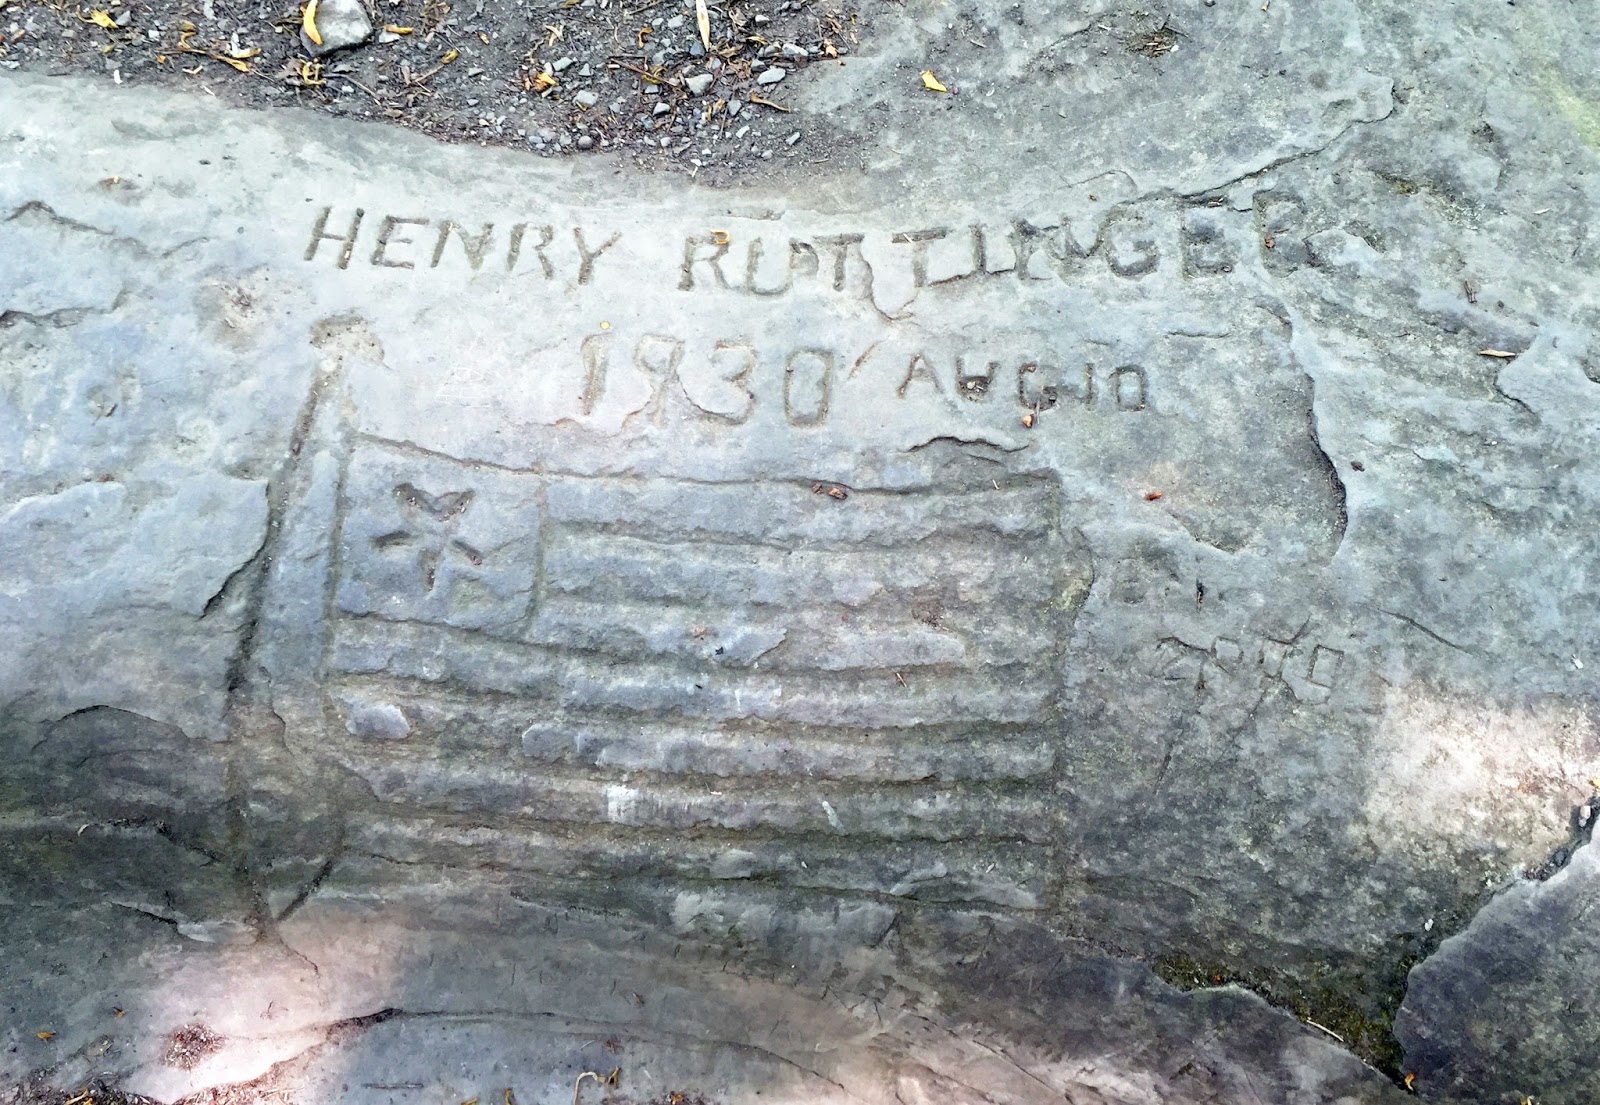 HENRY RUTTINGER
1930' AUG 10